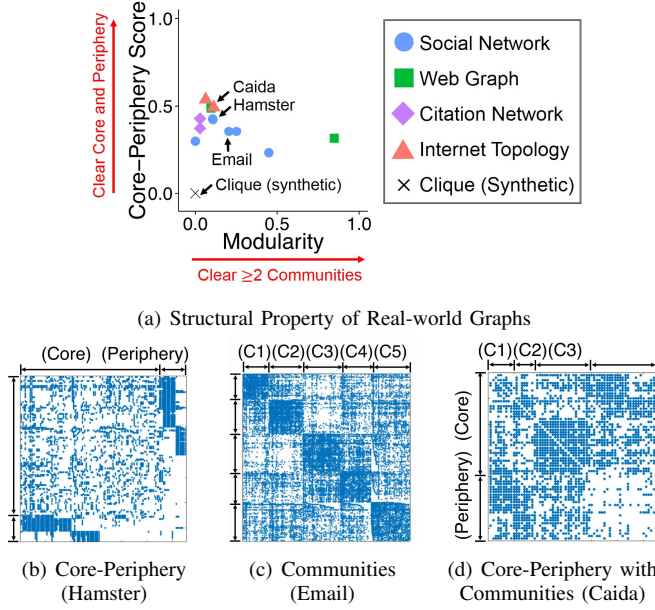 Clear Core and Periphery
Core−Periphery Score
1.0
0.5
0.0
Caida
Hamster
Email
Clique (synthetic)
0.0 0.5 1.0
Modularity
Clear ≥2 Communities
Social Network
Web Graph
Citation Network
Internet Topology
Clique (Synthetic)
(a) Structural Property of Real-world Graphs
(Core) (Periphery)
(C1)(C2)(C3)(C4)(C5)
(C1)(C2)(C3)
(Periphery) (Core)
(b) Core-Periphery
(Hamster)
(c) Communities
(Email)
(d) Core-Periphery with
Communities (Caida)